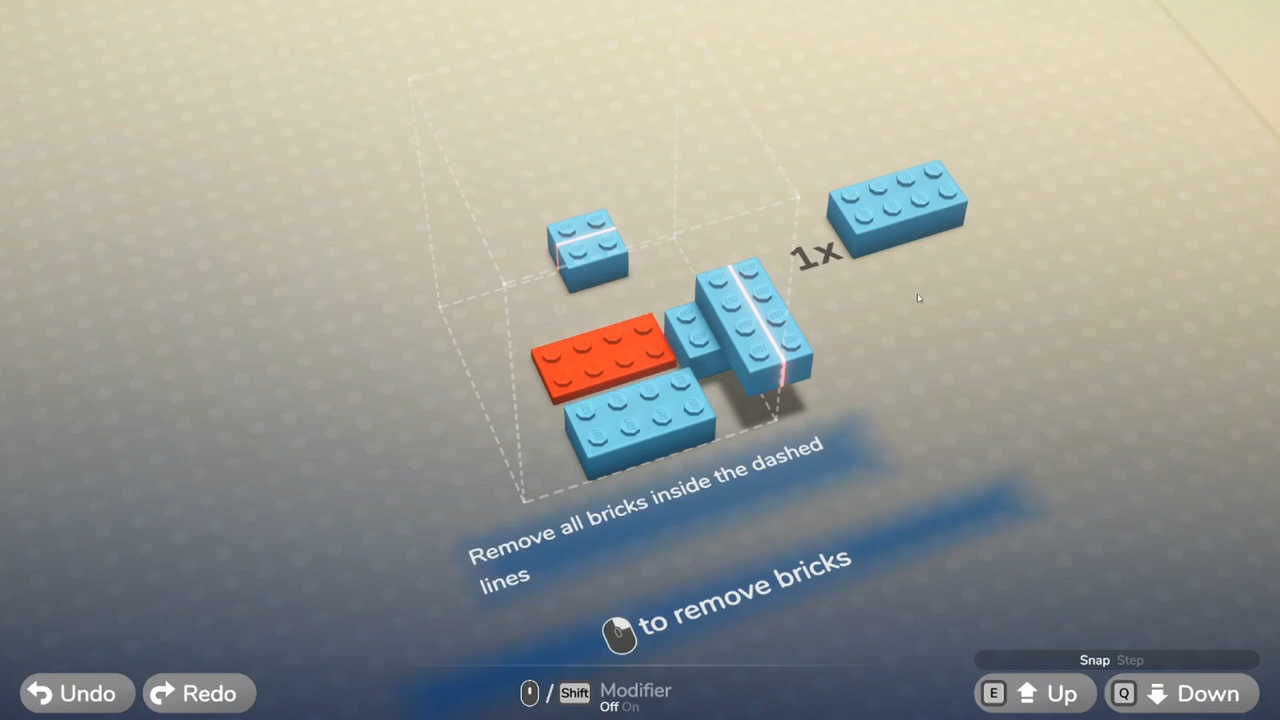 1x
Remove all bricks inside the dashed
lines
to remove bricks
Snap Step
Undo
Redo
/ Shift Modifier
Off On
E Up
Q Down